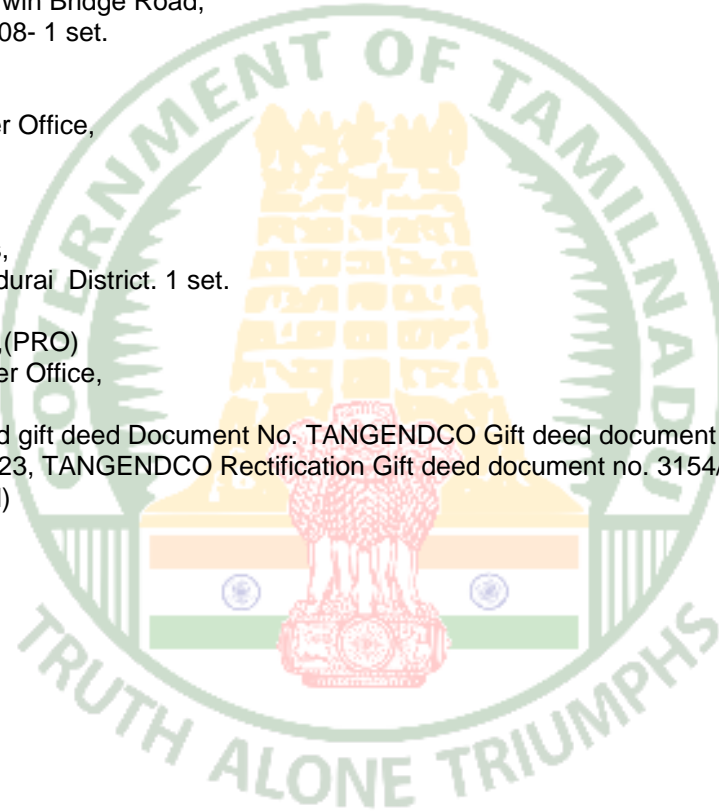 win Bridge Road,
08- 1 set.
er Office,
s,
durai District. 1 set.
,(PRO)
er Office,
d gift deed Document No. TANGENDCO Gift deed document
23, TANGENDCO Rectification Gift deed document no. 3154/
)
GOVERNMENT OF TAMILNADU
TRUTH ALONE TRIUMPHS